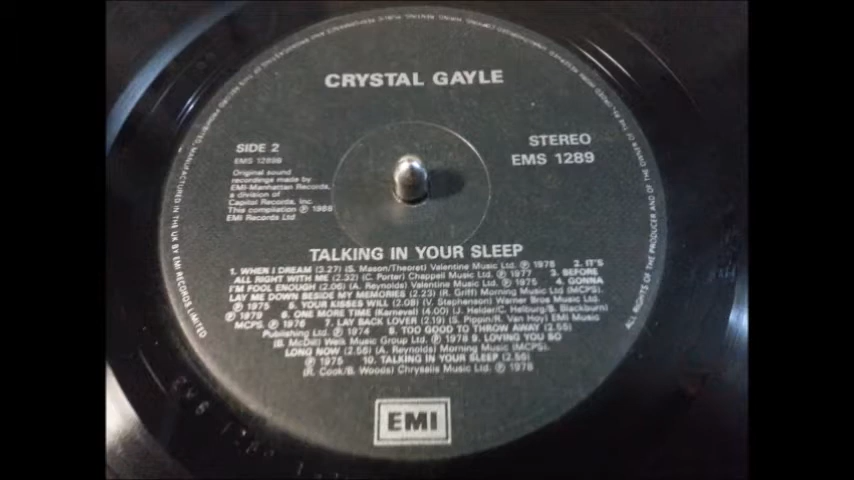 CRYSTAL GAYLE
SIDE 2
EMS 1289B
Original sound
recordings made by
EMI-Manhattan Records,
a division of
Capitol Records, Inc.
This compilation ℗ 1988
EMI Records Ltd
STEREO
EMS 1289
TALKING IN YOUR SLEEP
1. WHEN I DREAM (3.27) (S. Mason/Theoret) Valentine Music Ltd. ℗ 1978 2. IT'S
ALL RIGHT WITH ME (2.32) (C. Porter) Chappell Music Ltd. ℗ 1977 3. BEFORE
I'M FOOL ENOUGH (2.06) (A. Reynolds) Valentine Music Ltd. ℗ 1975 4. GONNA
LAY ME DOWN BESIDE MY MEMORIES (2.23) (R. Griff) Morning Music Ltd. (MCPS).
℗ 1975 5. YOUR KISSES WILL (2.08) (V. Stephenson) Warner Bros Music Ltd.
℗ 1979 6. ONE MORE TIME (Karneval) (4.00) (J. Helder/C. Heilburg/B. Blackburn)
MCPS. ℗ 1976 7. LAY BACK LOVER (2.19) (S. Pippin/R. Van Hoy) EMI Music
Publishing Ltd. ℗ 1974 8. TOO GOOD TO THROW AWAY (2.55)
(B. McDill) Welk Music Group Ltd. ℗ 1978 9. LOVING YOU SO
LONG NOW (2.56) (A. Reynolds) Morning Music (MCPS).
℗ 1975 10. TALKING IN YOUR SLEEP (2.56)
(R. Cook/B. Woods) Chrysalis Music Ltd. ℗ 1978
EMI
MANUFACTURED IN THE UK BY EMI RECORDS LIMITED
ALL RIGHTS OF THE PRODUCER AND OF THE OWNER OF THE